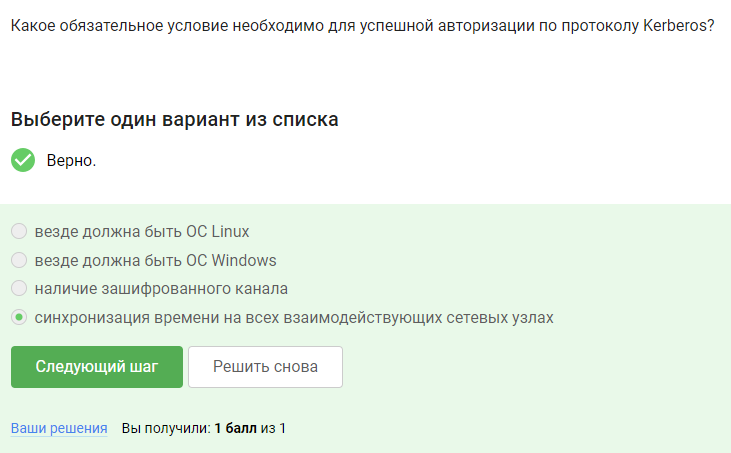 Какое обязательное условие необходимо для успешной авторизации по протоколу Kerberos?
Выберите один вариант из списка
Верно.
везде должна быть ОС Linux
везде должна быть ОС Windows
наличие зашифрованного канала
синхронизация времени на всех взаимодействующих сетевых узлах
Следующий шаг
Решить снова
Ваши решения Вы получили: 1 балл из 1